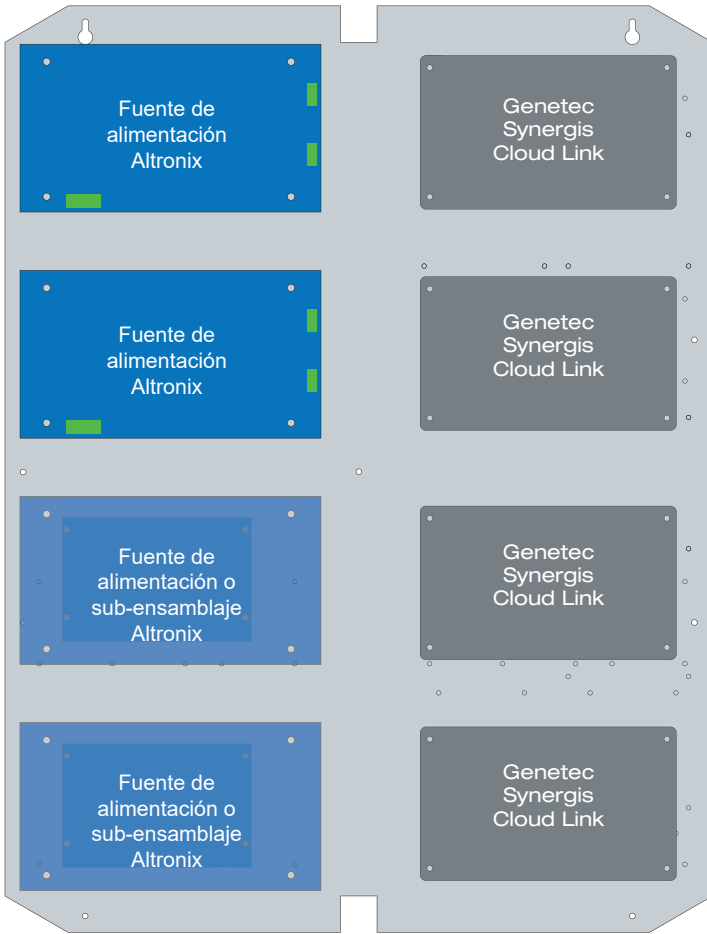 Fuente de
alimentación
Altronix
Genetec
Synergis
Cloud Link
Fuente de
alimentación
Altronix
Genetec
Synergis
Cloud Link
Fuente de
alimentación o
sub-ensamblaje
Altronix
Genetec
Synergis
Cloud Link
Fuente de
alimentación o
sub-ensamblaje
Altronix
Genetec
Synergis
Cloud Link